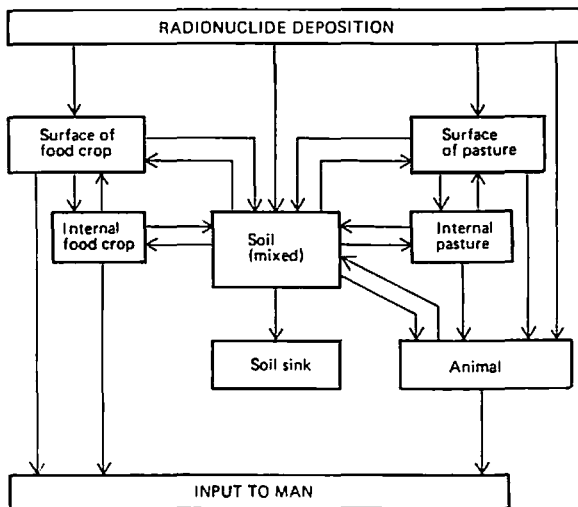 RADIONUCLIDE DEPOSITION
Surface of
food crop
Surface
of pasture
Internal
food crop
Soil
(mixed)
Internal
pasture
Soil sink
Animal
INPUT TO MAN